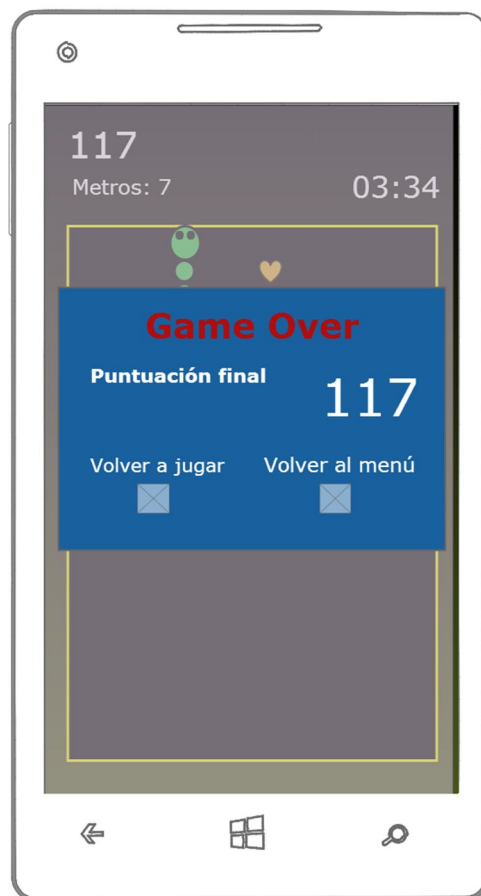 117
Metros: 7
03:34
Game Over
Puntuación final
117
Volver a jugar
Volver al menú